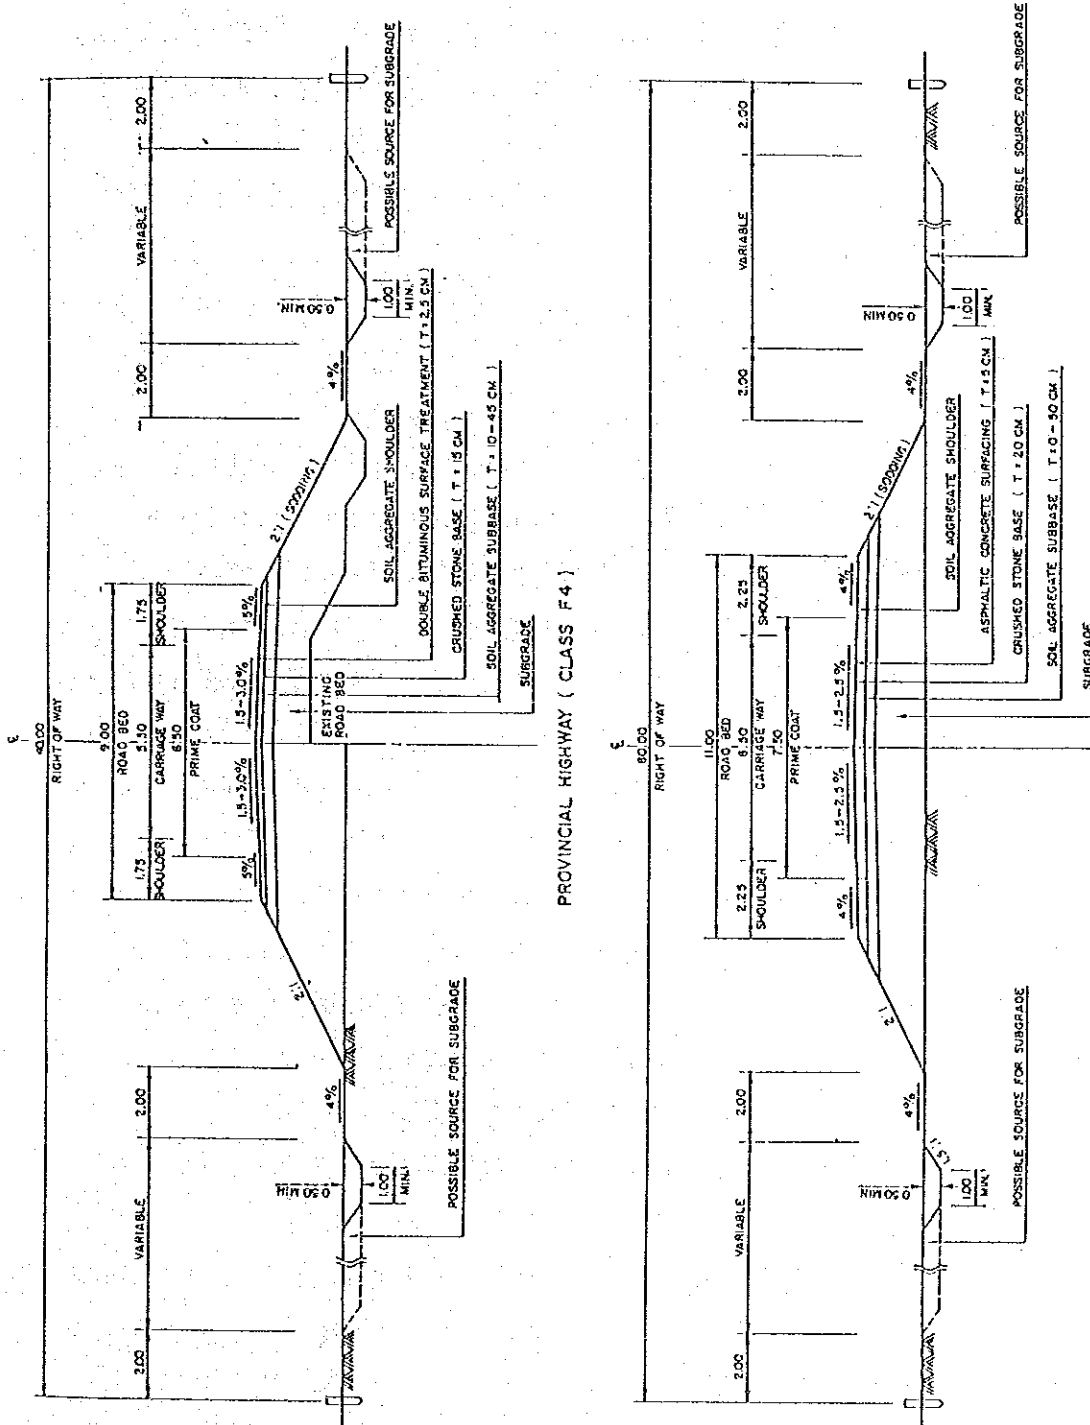 ℄
40.00
RIGHT OF WAY
9.00
ROAD BED
1.75
5.50
1.75
SHOULDER
CARRIAGE WAY
SHOULDER
6.50
PRIME COAT
2.00
VARIABLE
2.00
2.00
VARIABLE
2.00
5%
1.5-3.0%
1.5-3.0%
5%
2:1
2:1 (SODDING)
4%
4%
0.50 MIN.
1.00
MIN.
0.50 MIN.
1.00
MIN.
EXISTING
ROAD BED
POSSIBLE SOURCE FOR SUBGRADE
POSSIBLE SOURCE FOR SUBGRADE
SOIL AGGREGATE SHOULDER
DOUBLE BITUMINOUS SURFACE TREATMENT ( T = 2.5 CM )
CRUSHED STONE BASE ( T = 15 CM )
SOIL AGGREGATE SUBBASE ( T = 10-45 CM )
SUBGRADE
PROVINCIAL HIGHWAY ( CLASS F4 )
℄
60.00
RIGHT OF WAY
11.00
ROAD BED
2.25
6.50
2.25
SHOULDER
CARRIAGE WAY
SHOULDER
7.50
PRIME COAT
2.00
VARIABLE
2.00
2.00
VARIABLE
2.00
4%
1.5-2.5%
1.5-2.5%
4%
2:1
2:1 (SODDING)
4%
4%
1.5:1
0.50 MIN
1.00
MIN.
0.50 MIN
1.00
MIN.
POSSIBLE SOURCE FOR SUBGRADE
POSSIBLE SOURCE FOR SUBGRADE
SOIL AGGREGATE SHOULDER
ASPHALTIC CONCRETE SURFACING ( T = 5 CM )
CRUSHED STONE BASE ( T = 20 CM )
SOIL AGGREGATE SUBBASE ( T = 0-50 CM )
SUBGRADE